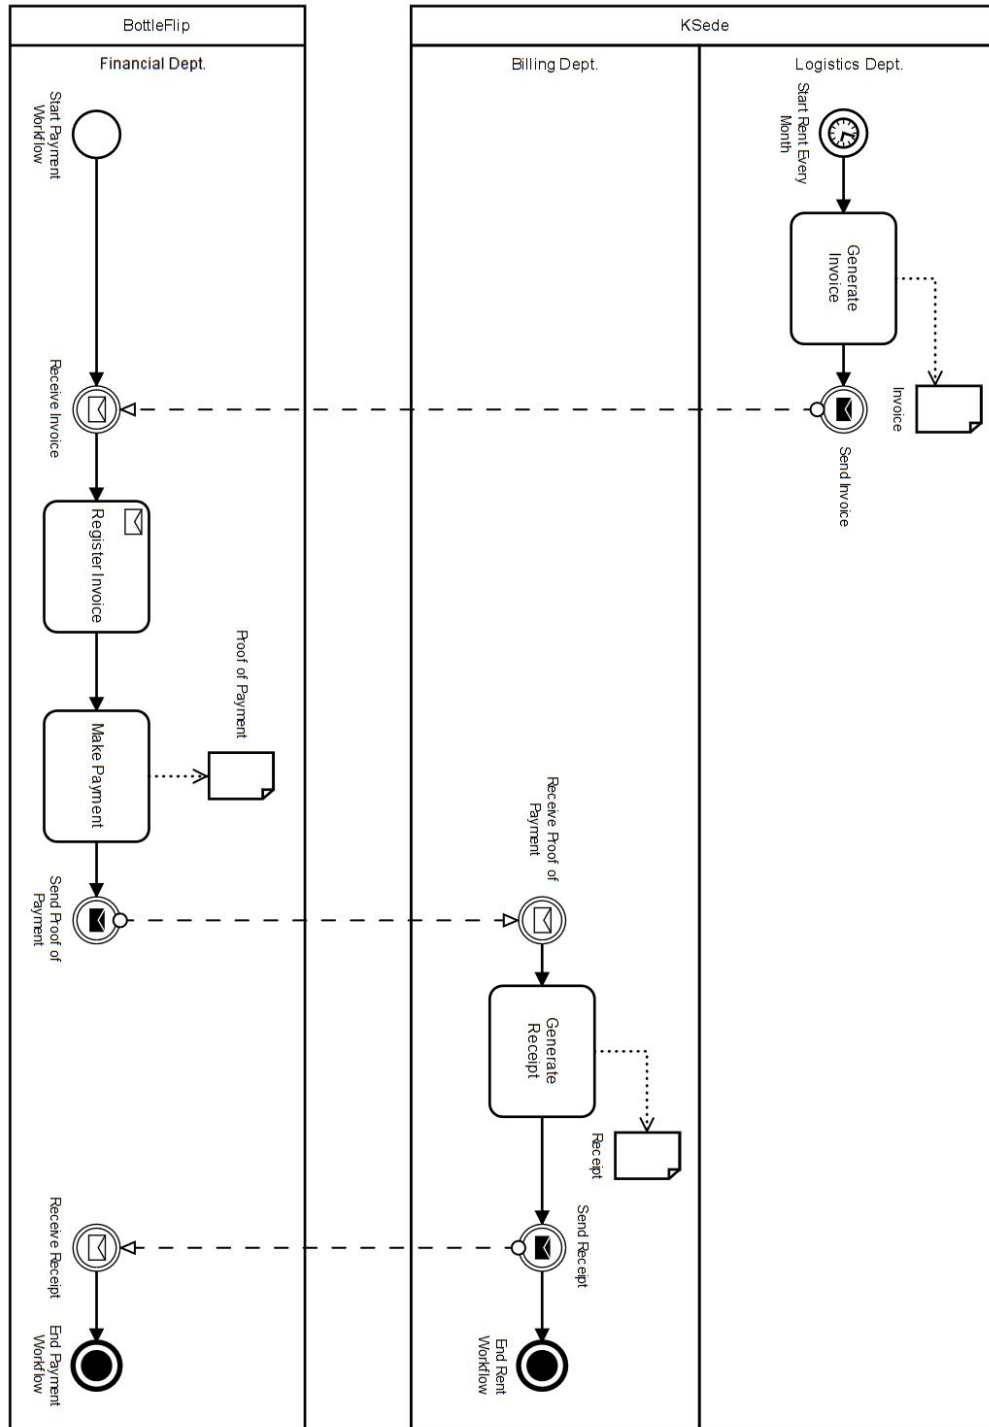 BottleFlip
KSede
Financial Dept.
Billing Dept.
Logistics Dept.
Start Payment
Workflow
Start Rent Every
Month
Generate
Invoice
Invoice
Receive Invoice
Send Invoice
Register Invoice
Proof of Payment
Make Payment
Receive Proof of
Payment
Send Proof of
Payment
Generate
Receipt
Receipt
Receive Receipt
Send Receipt
End Payment
Workflow
End Rent
Workflow